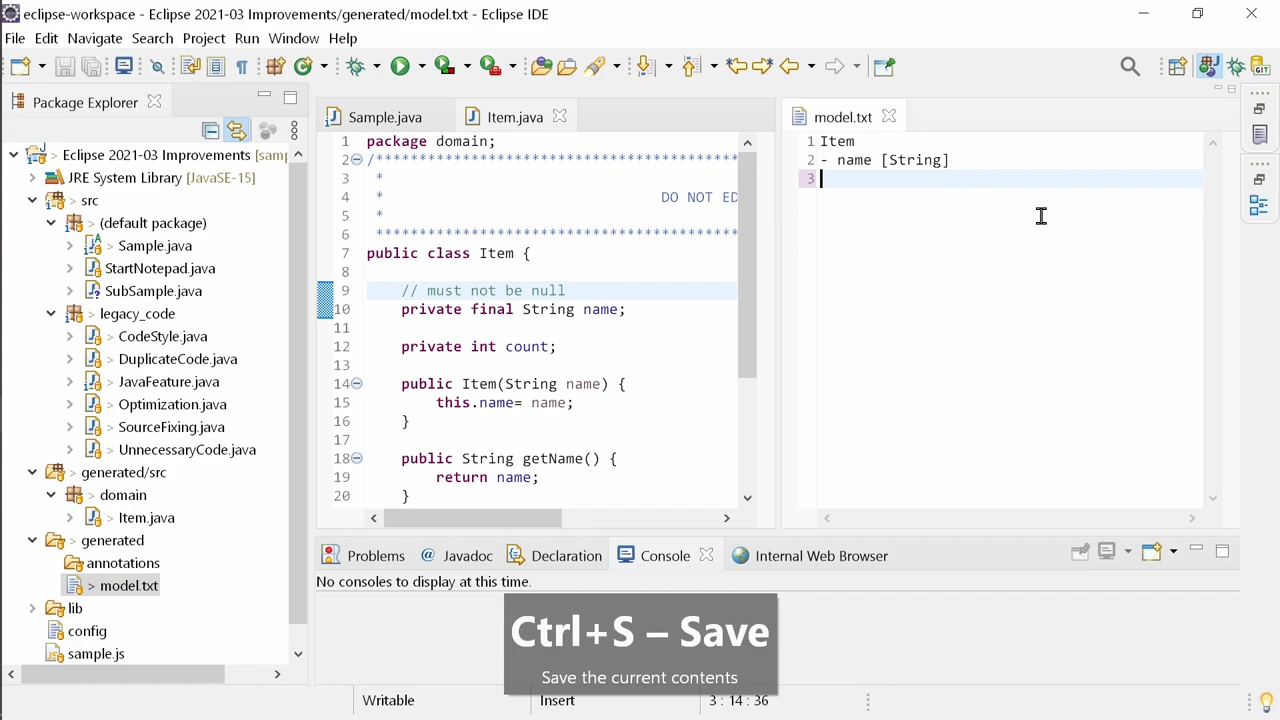 eclipse-workspace - Eclipse 2021-03 Improvements/generated/model.txt - Eclipse IDE
File Edit Navigate Search Project Run Window Help
Package Explorer
> Eclipse 2021-03 Improvements [samp
JRE System Library [JavaSE-15]
> src
> (default package)
> Sample.java
> StartNotepad.java
> SubSample.java
> legacy_code
> CodeStyle.java
> DuplicateCode.java
> JavaFeature.java
> Optimization.java
> SourceFixing.java
> UnnecessaryCode.java
> generated/src
> domain
> Item.java
> generated
annotations
> model.txt
> lib
config
sample.js
Sample.java Item.java
1 package domain;
2 /******************************************
3 *
4 * DO NOT ED
5 *
6 ******************************************
7 public class Item {
8
9 // must not be null
10 private final String name;
11
12 private int count;
13
14 public Item(String name) {
15 this.name= name;
16 }
17
18 public String getName() {
19 return name;
20 }
model.txt
1 Item
2 - name [String]
3
Problems @ Javadoc Declaration Console Internal Web Browser
No consoles to display at this time.
Ctrl+S – Save
Save the current contents
Writable Insert 3 : 14 : 36